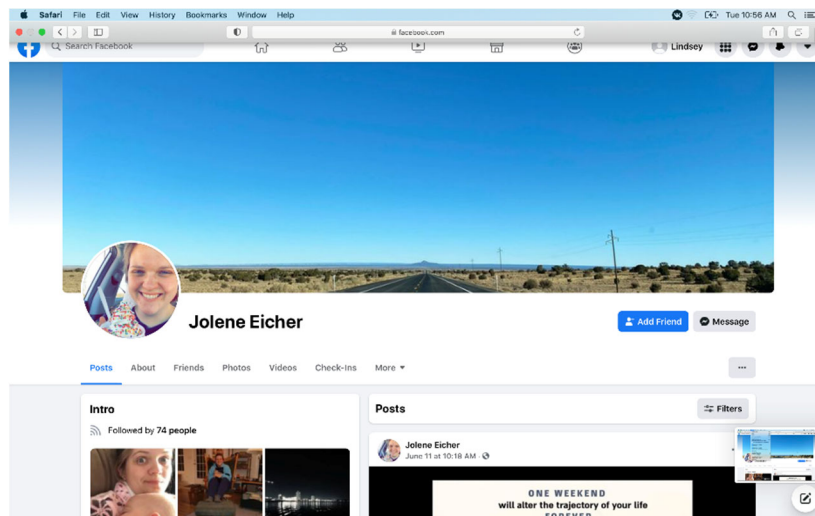 Safari File Edit View History Bookmarks Window Help
Tue 10:56 AM
facebook.com
Search Facebook
Lindsey
Jolene Eicher
Add Friend
Message
Posts About Friends Photos Videos Check-Ins More
Intro
Followed by 74 people
Posts
Filters
Jolene Eicher
June 11 at 10:18 AM ·
ONE WEEKEND
will alter the trajectory of your life
FOREVER